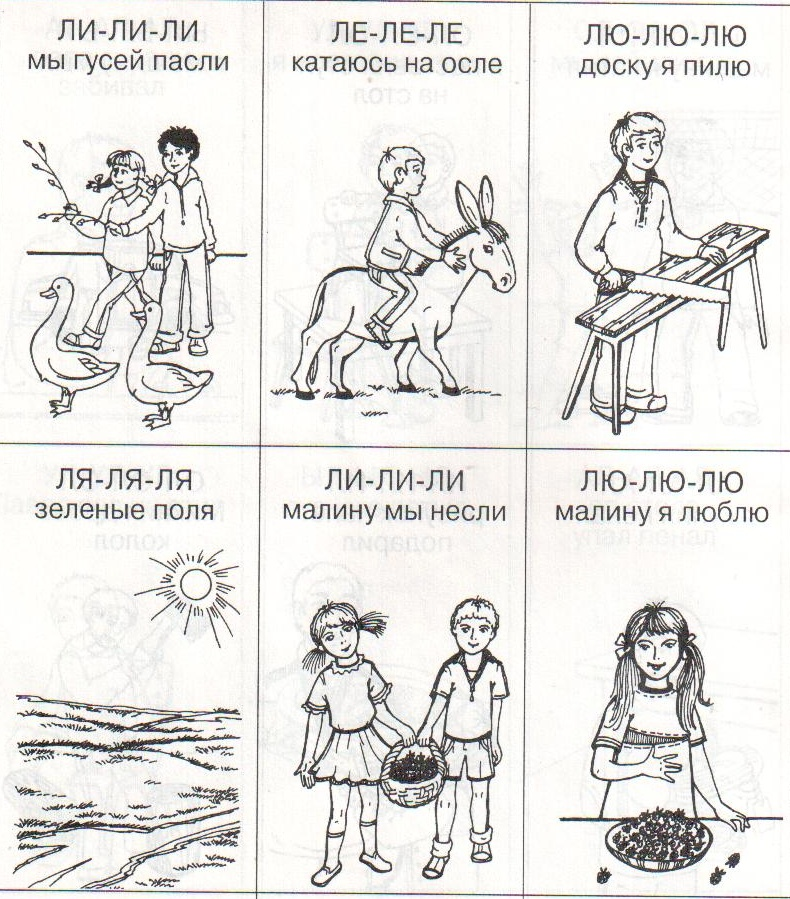 ЛИ-ЛИ-ЛИ
мы гусей пасли
ЛЕ-ЛЕ-ЛЕ
катаюсь на осле
ЛЮ-ЛЮ-ЛЮ
доску я пилю
ЛЯ-ЛЯ-ЛЯ
зеленые поля
ЛИ-ЛИ-ЛИ
малину мы несли
ЛЮ-ЛЮ-ЛЮ
малину я люблю